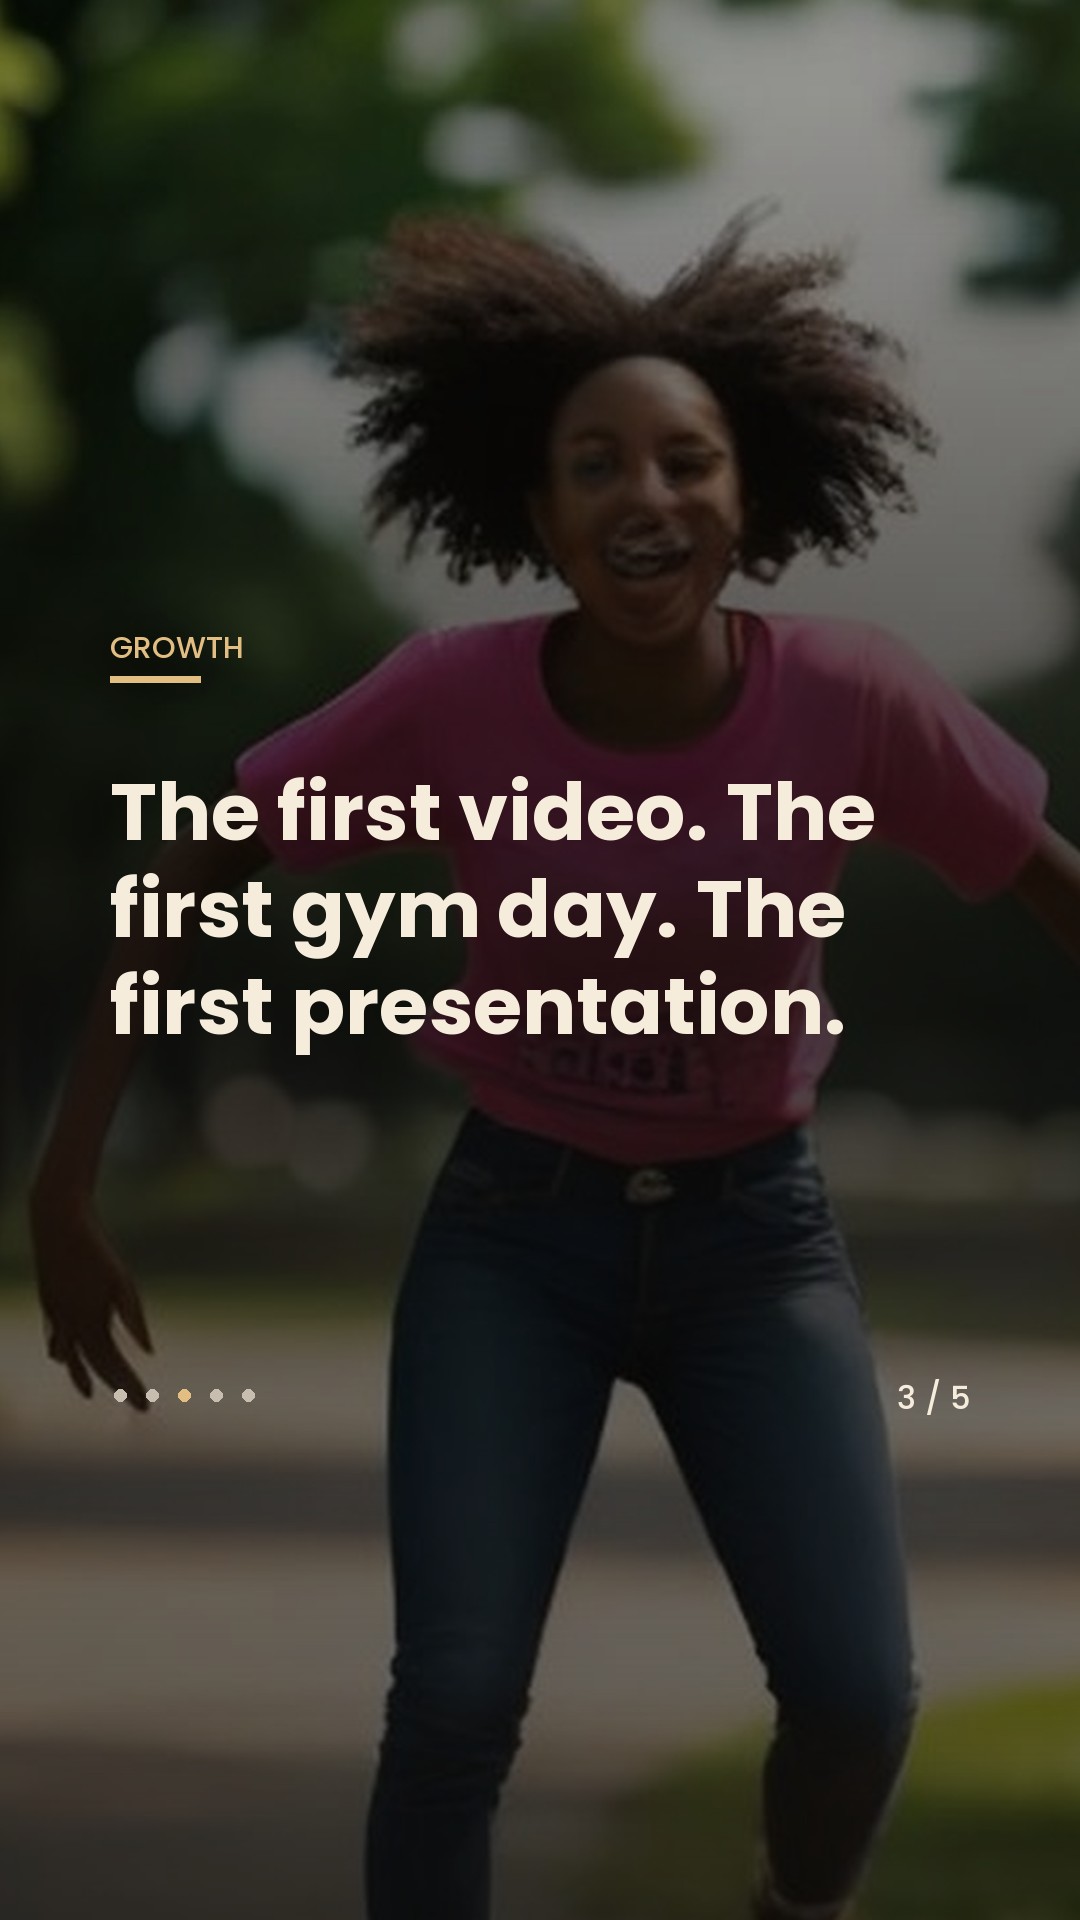 GROWTH
The first video. The
first gym day. The
first presentation.
3 / 5